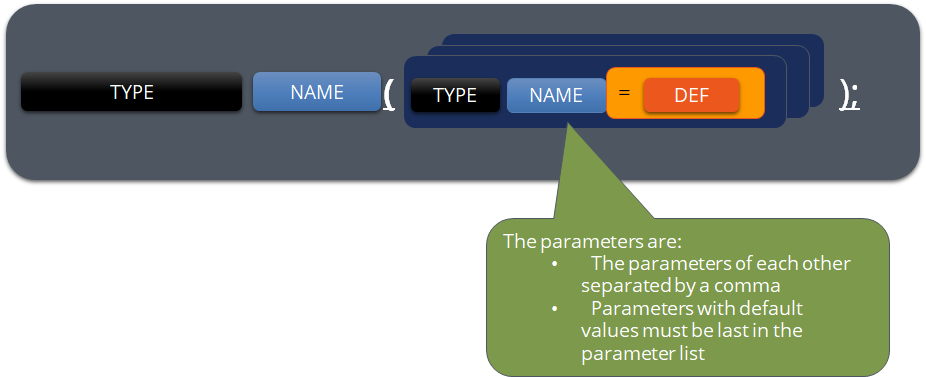 TYPE NAME ( TYPE NAME = DEF );
The parameters are:
• The parameters of each other
separated by a comma
• Parameters with default
values must be last in the
parameter list